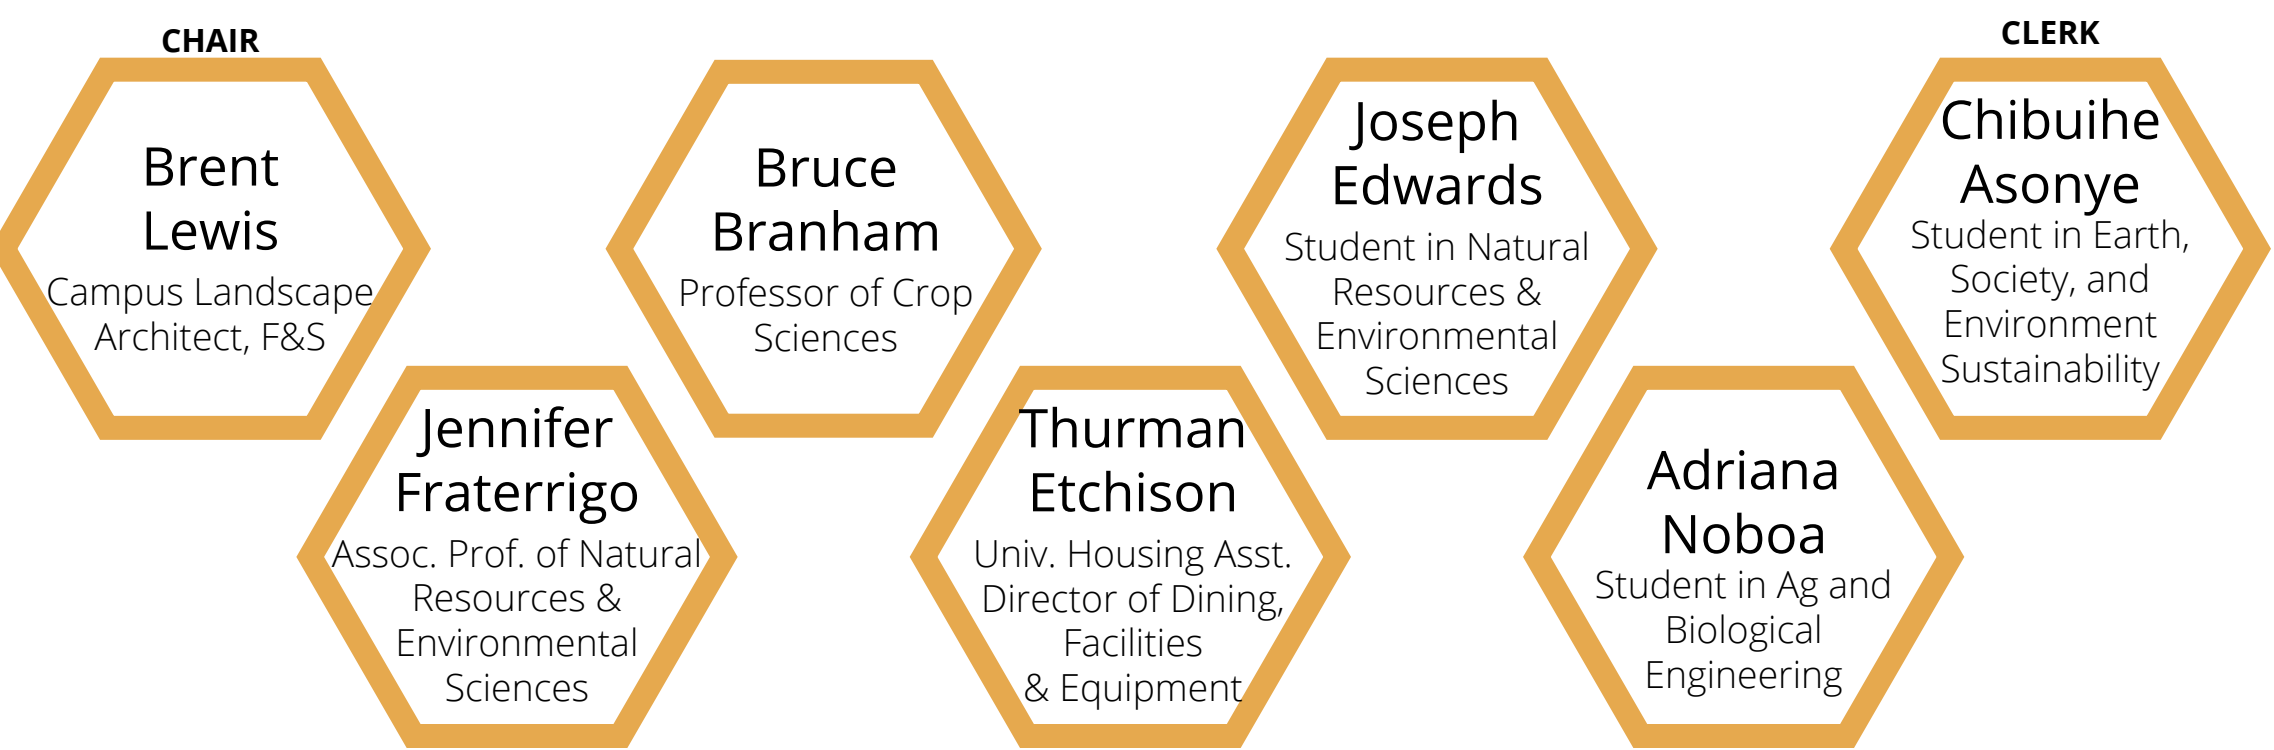 CHAIR
Brent
Lewis
Campus Landscape
Architect, F&S
Jennifer
Fraterrigo
Assoc. Prof. of Natural
Resources &
Environmental
Sciences
Bruce
Branham
Professor of Crop
Sciences
Thurman
Etchison
Univ. Housing Asst.
Director of Dining,
Facilities
& Equipment
Joseph
Edwards
Student in Natural
Resources &
Environmental
Sciences
Adriana
Noboa
Student in Ag and
Biological
Engineering
CLERK
Chibuihe
Asonye
Student in Earth,
Society, and
Environment
Sustainability